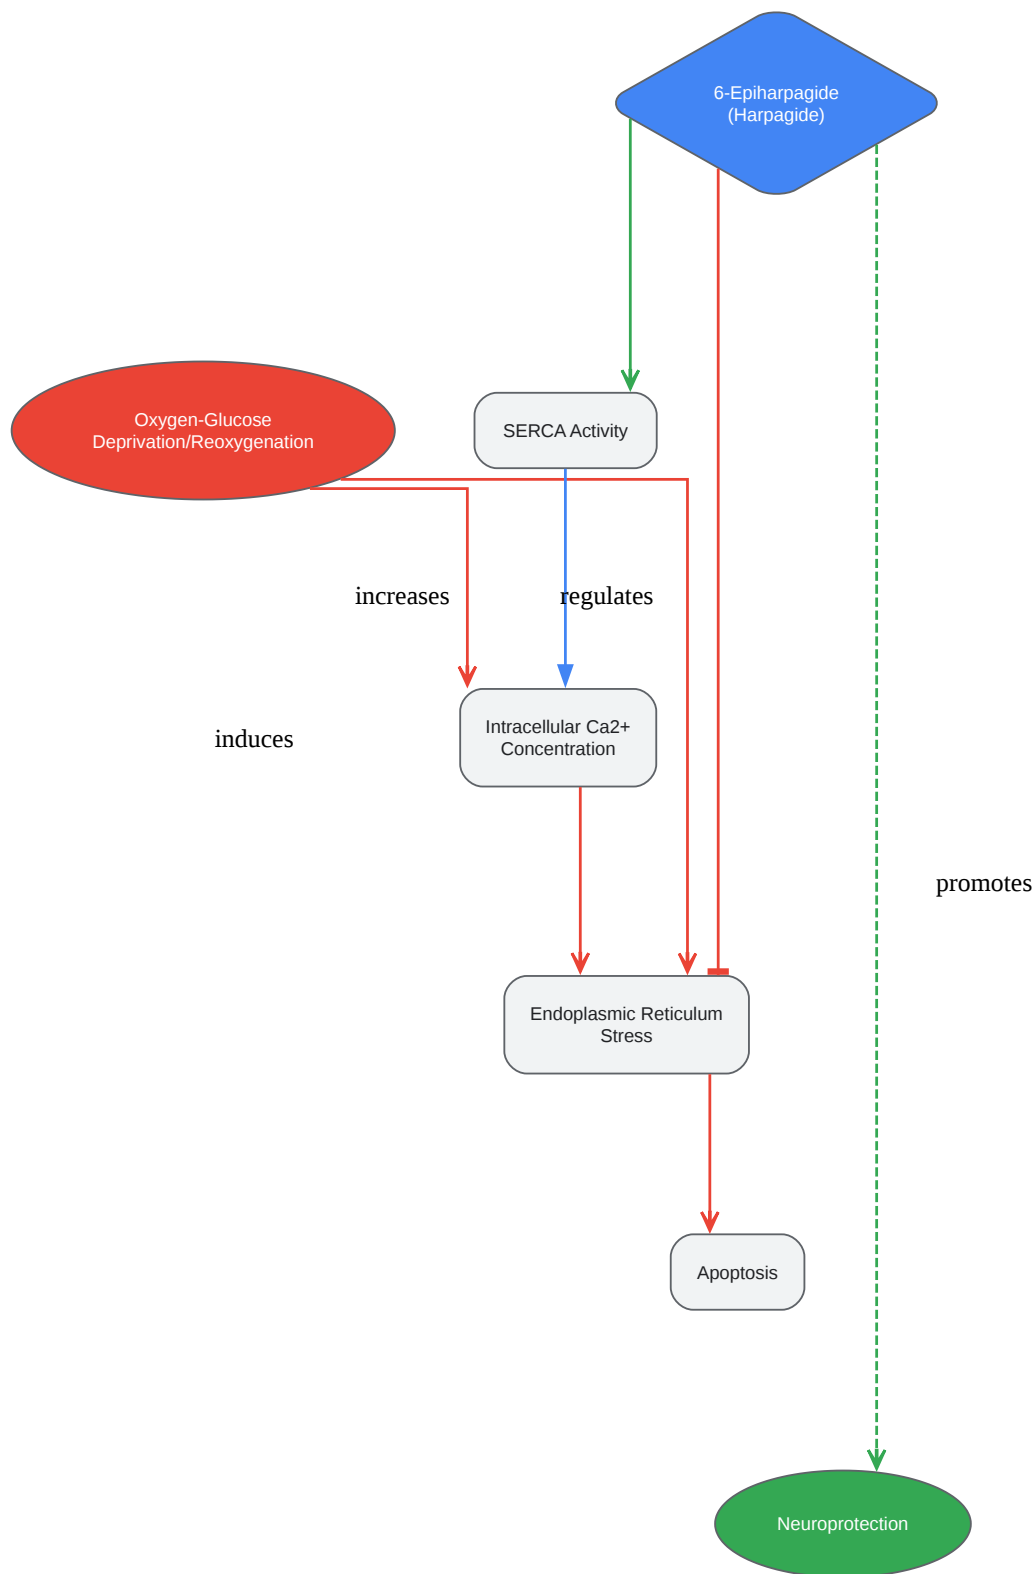 6-Epiharpagide
(Harpagide)
Oxygen-Glucose
Deprivation/Reoxygenation
SERCA Activity
increases
regulates
Intracellular Ca2+
Concentration
induces
promotes
Endoplasmic Reticulum
Stress
Apoptosis
Neuroprotection